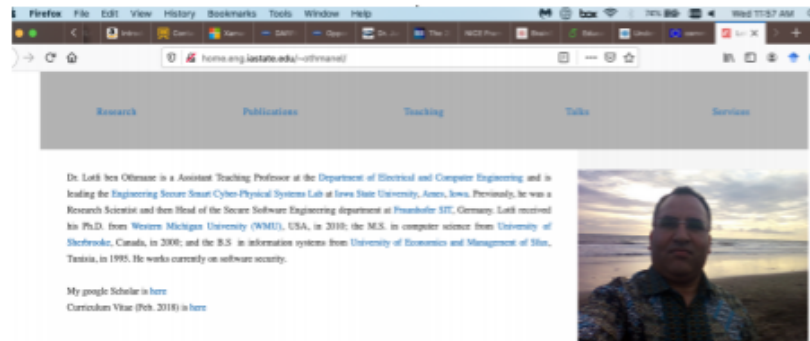 Firefox File Edit View History Bookmarks Tools Window Help
box Wed 11:57 AM
home.eng.iastate.edu/~othmanel/
Research Publications Teaching Talks Services
Dr. Lotfi ben Othmane is a Assistant Teaching Professor at the Department of Electrical and Computer Engineering and is
leading the Engineering Secure Smart Cyber-Physical Systems Lab at Iowa State University, Ames, Iowa. Previously, he was a
Research Scientist and then Head of the Secure Software Engineering department at Fraunhofer SIT, Germany. Lotfi received
his Ph.D. from Western Michigan University (WMU), USA, in 2010; the M.S. in computer science from University of
Sherbrooke, Canada, in 2000; and the B.S in information systems from University of Economics and Management of Sfax,
Tunisia, in 1995. He works currently on software security.
My google Scholar is here
Curriculum Vitae (Feb. 2018) is here